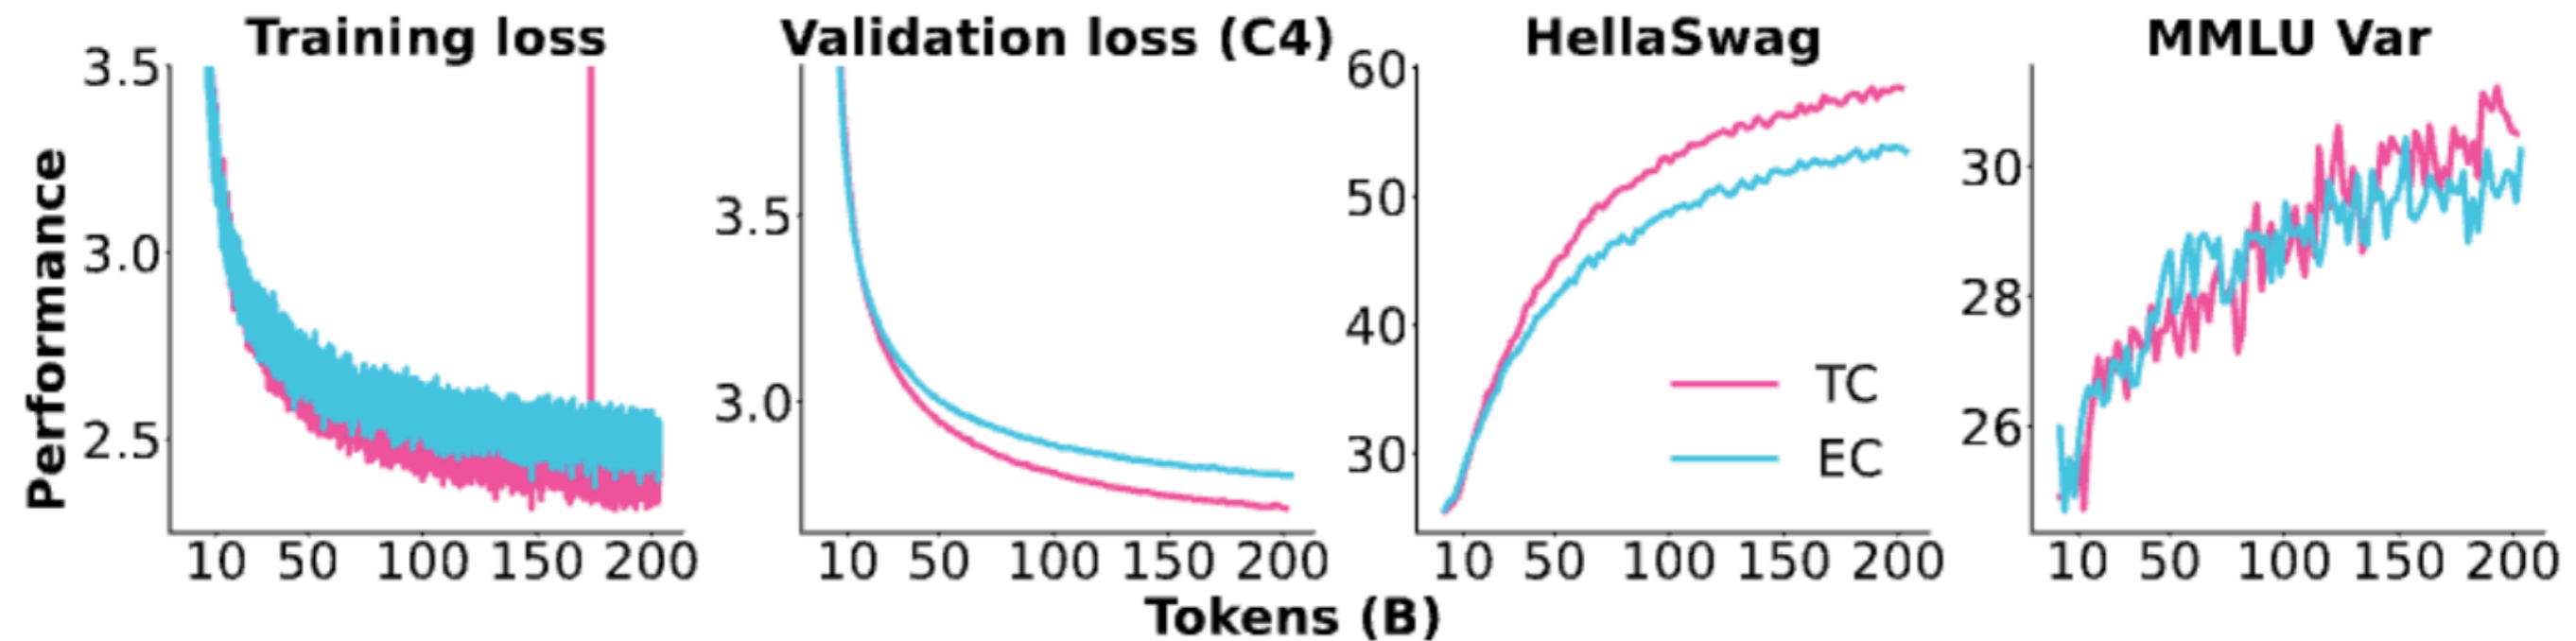 Training loss
Validation loss (C4)
HellaSwag
MMLU Var
Performance
3.5
3.0
2.5
10 50 100 150 200
3.5
3.0
10 50 100 150 200
60
50
40
30
TC
EC
10 50 100 150 200
30
28
26
10 50 100 150 200
Tokens (B)